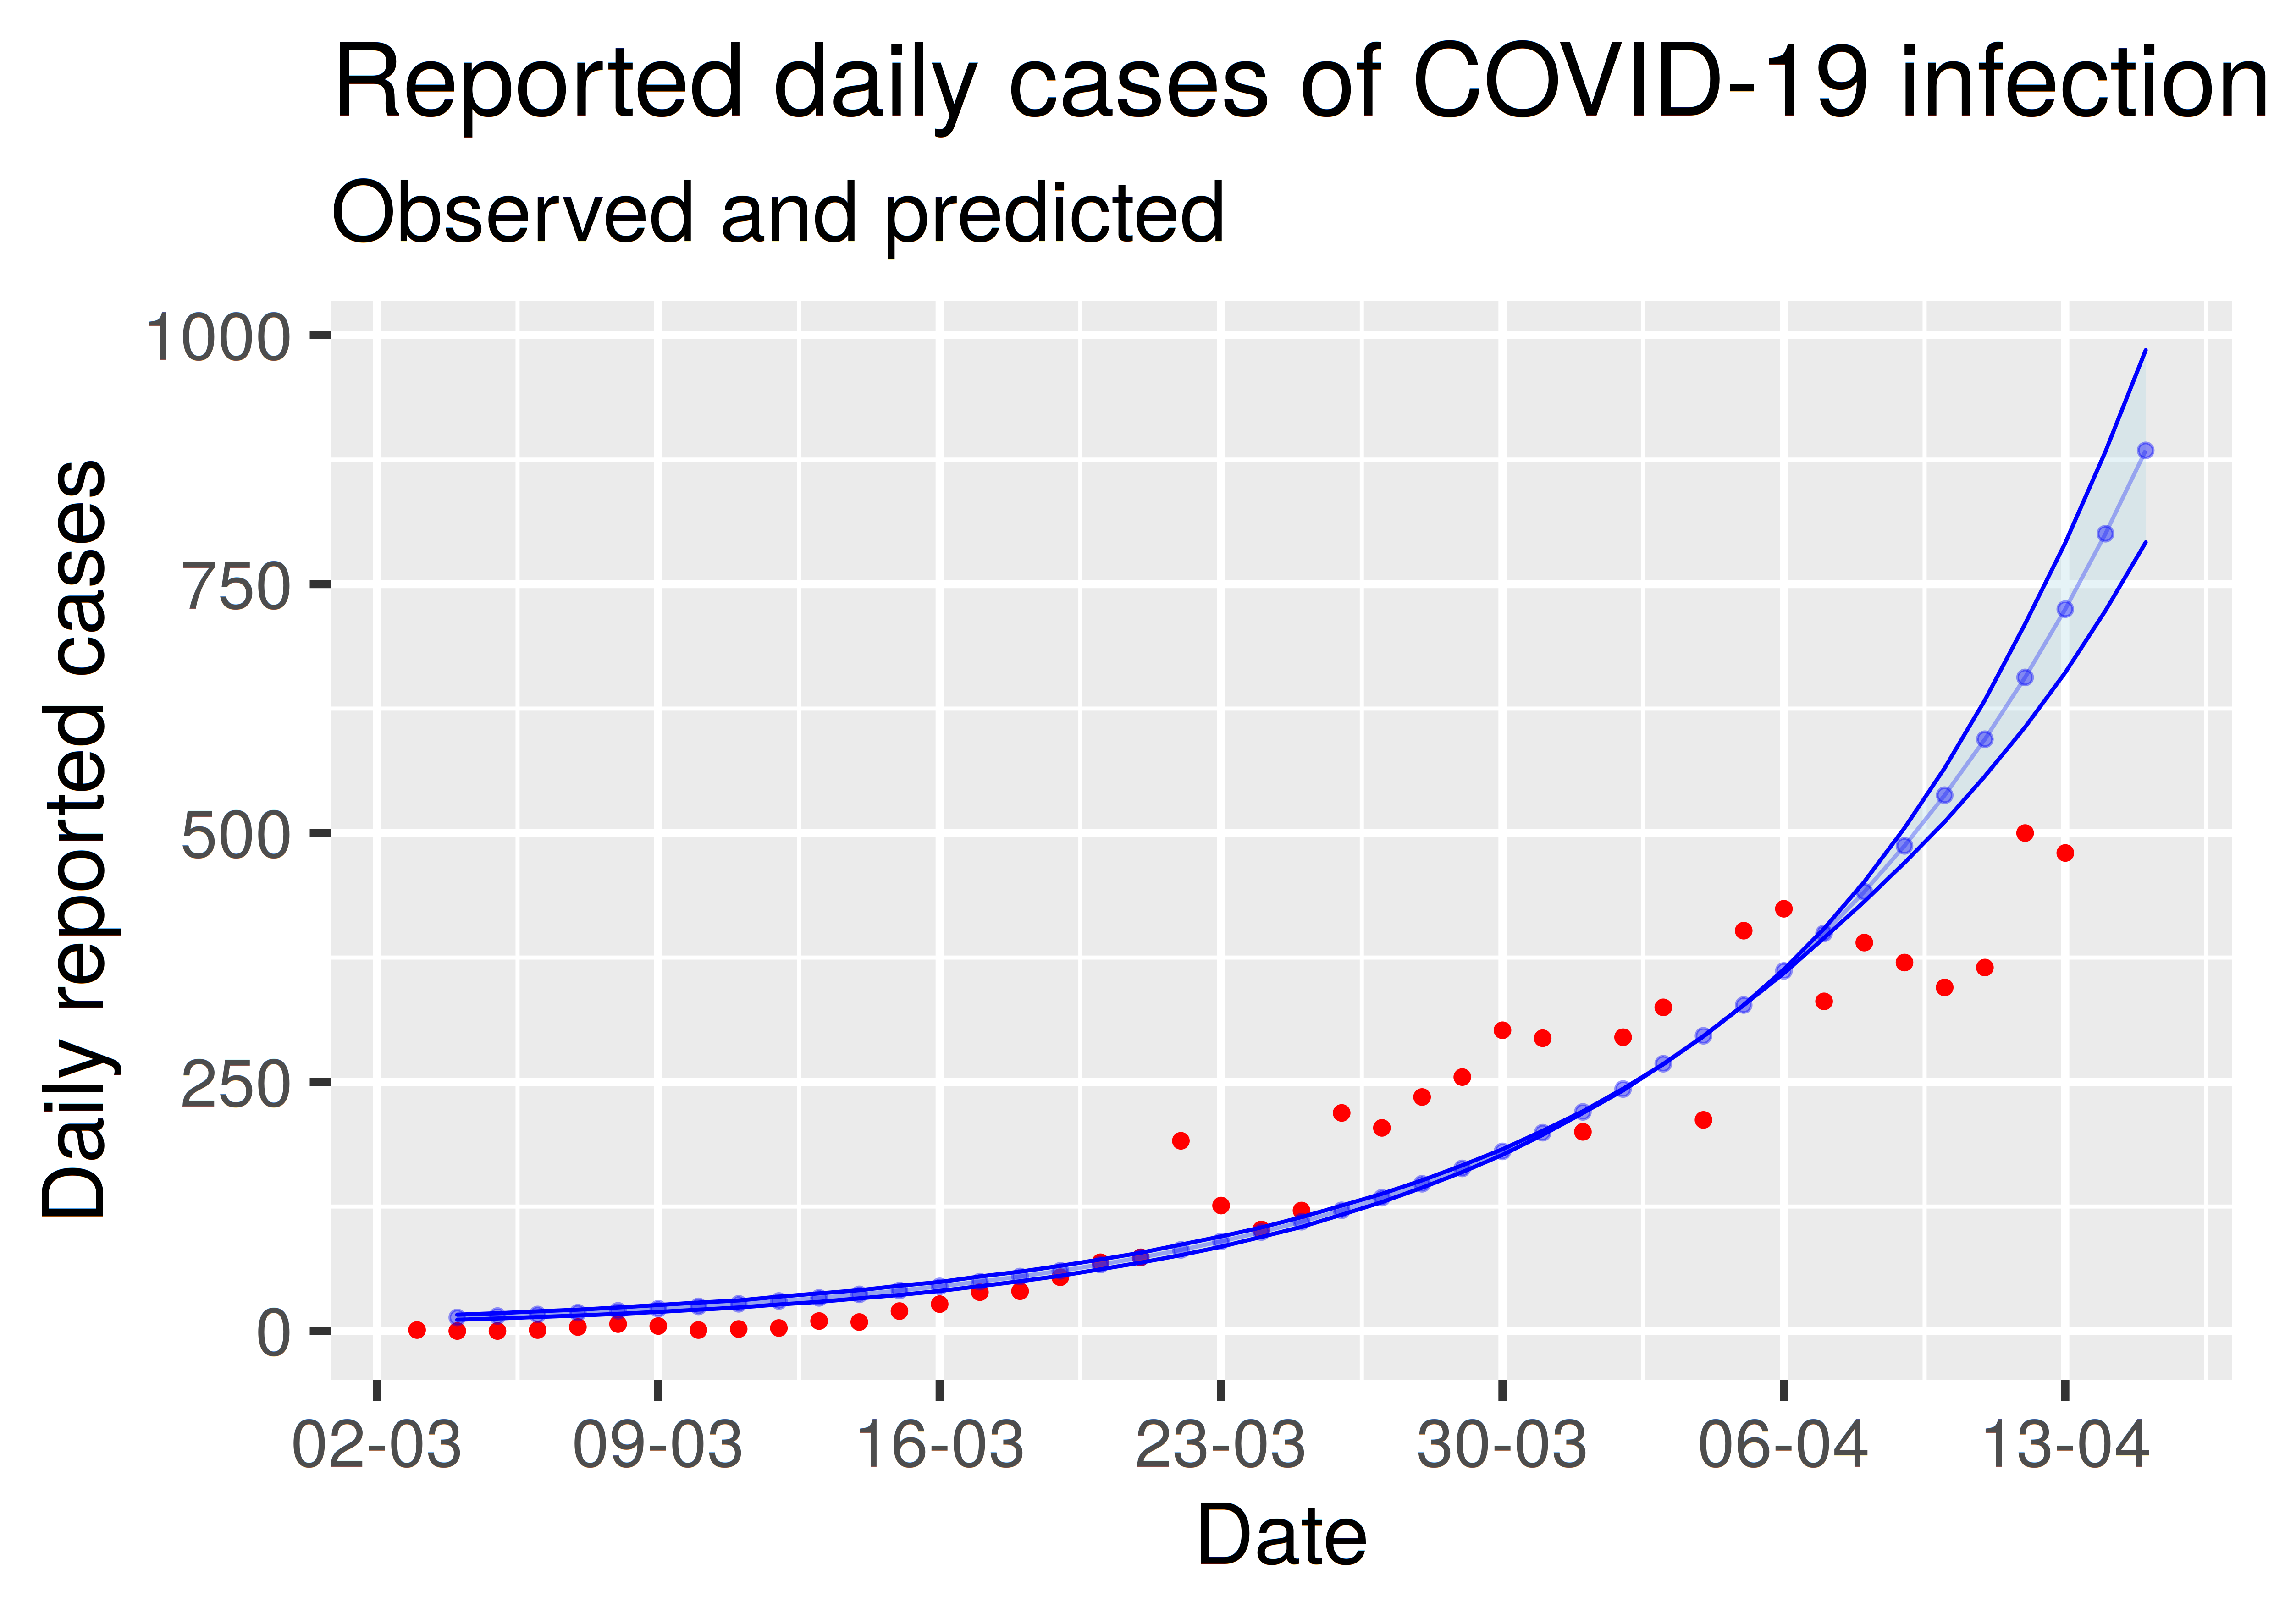 Reported daily cases of COVID-19 infection
Observed and predicted
Daily reported cases
1000
750
500
250
0
02-03 09-03 16-03 23-03 30-03 06-04 13-04
Date